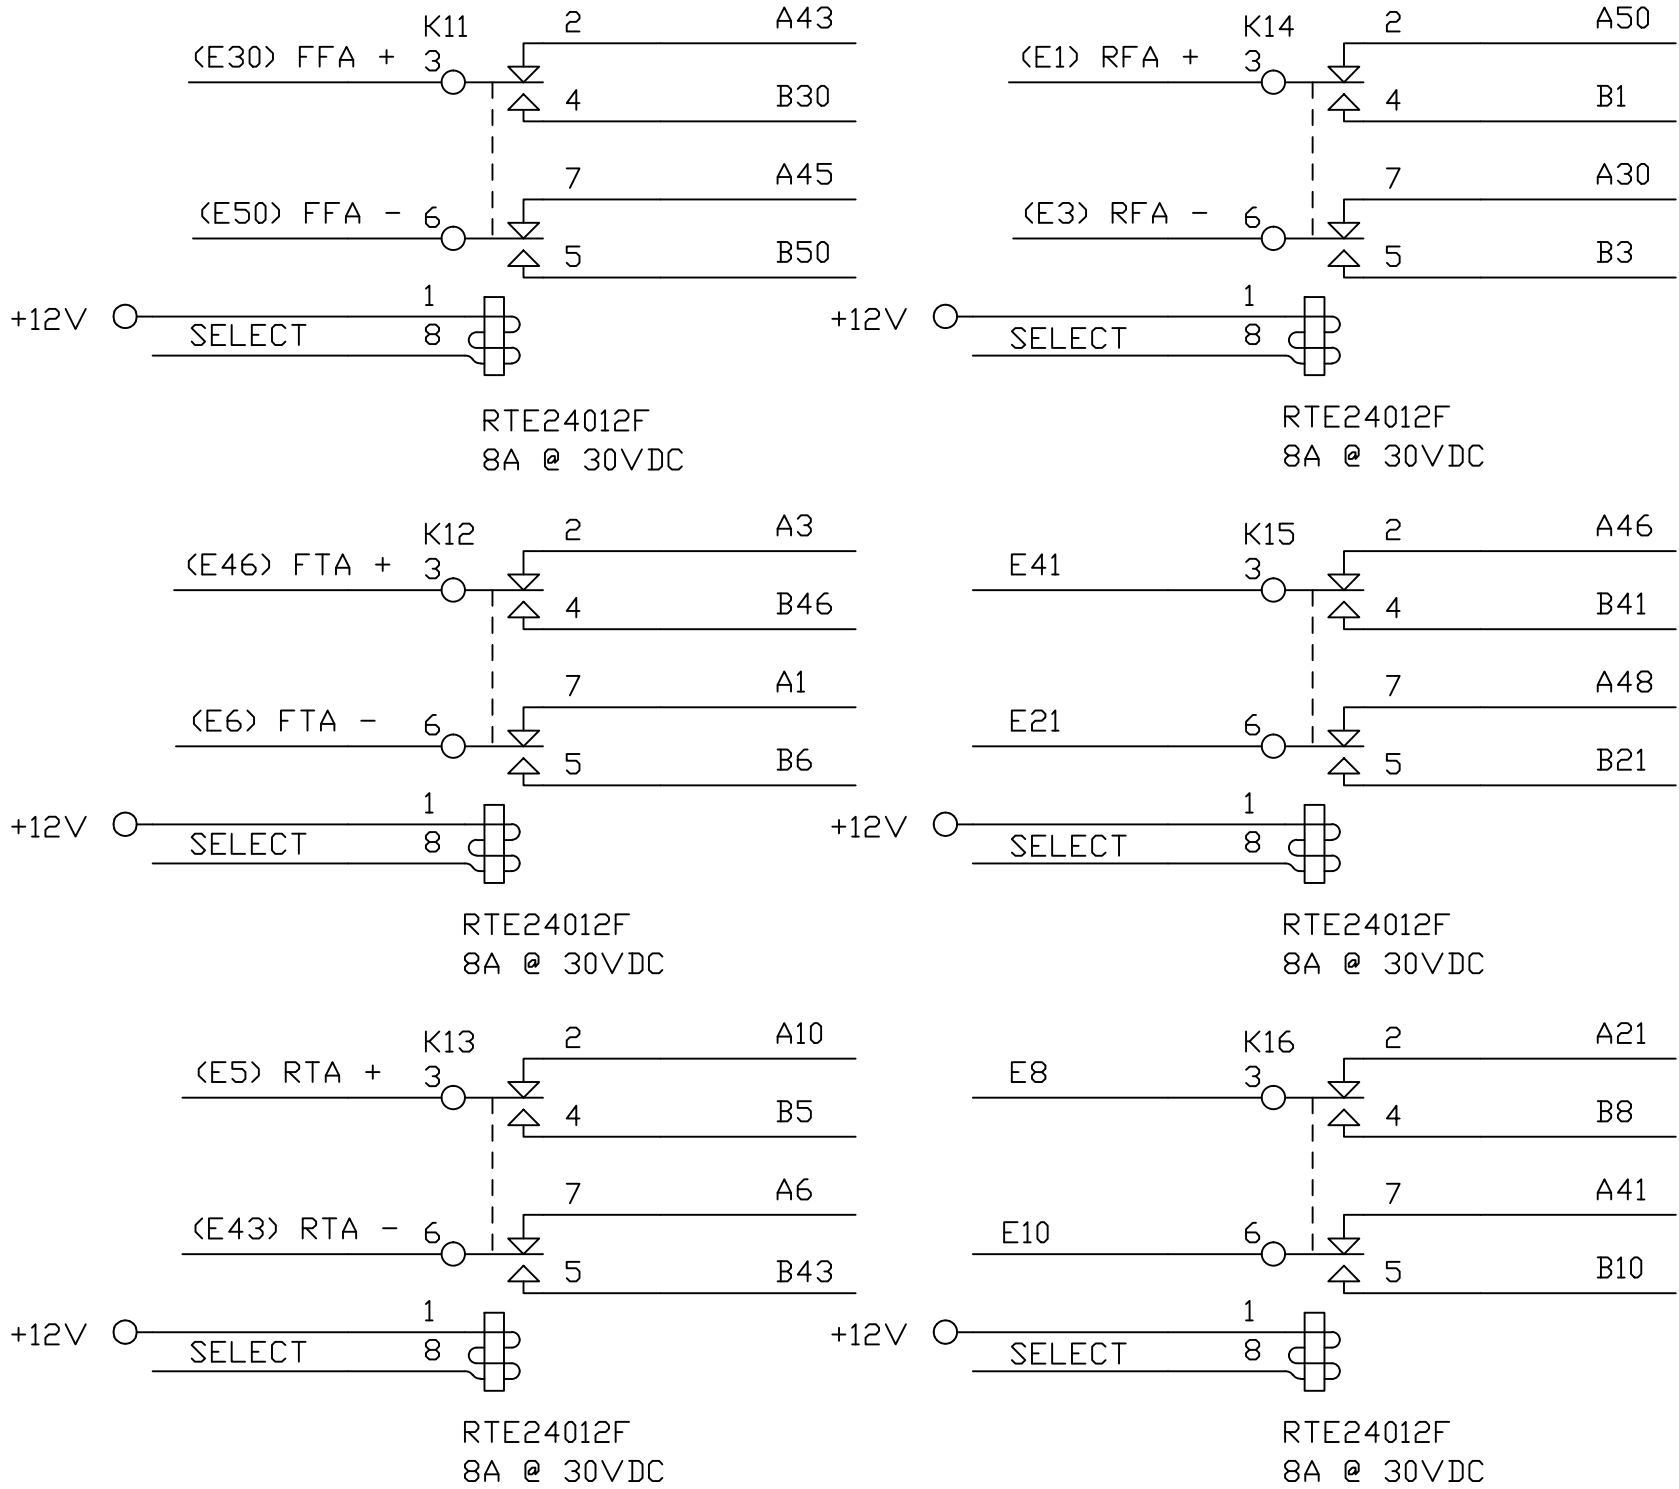 K11
2
A43
(E30) FFA +
3
4
B30
7
A45
(E50) FFA -
6
5
B50
+12V
1
SELECT
8
RTE24012F
8A @ 30VDC
K14
2
A50
(E1) RFA +
3
4
B1
7
A30
(E3) RFA -
6
5
B3
+12V
1
SELECT
8
RTE24012F
8A @ 30VDC
K12
2
A3
(E46) FTA +
3
4
B46
7
A1
(E6) FTA -
6
5
B6
+12V
1
SELECT
8
RTE24012F
8A @ 30VDC
K15
2
A46
E41
3
4
B41
7
A48
E21
6
5
B21
+12V
1
SELECT
8
RTE24012F
8A @ 30VDC
K13
2
A10
(E5) RTA +
3
4
B5
7
A6
(E43) RTA -
6
5
B43
+12V
1
SELECT
8
RTE24012F
8A @ 30VDC
K16
2
A21
E8
3
4
B8
7
A41
E10
6
5
B10
+12V
1
SELECT
8
RTE24012F
8A @ 30VDC